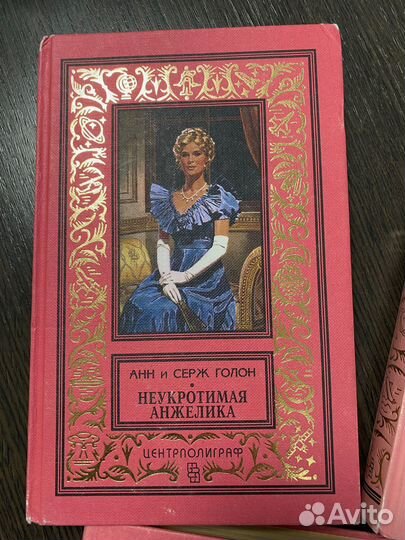 АНН и СЕРЖ ГОЛОН
НЕУКРОТИМАЯ
АНЖЕЛИКА
ЦЕНТРПОЛИГРАФ
Avito